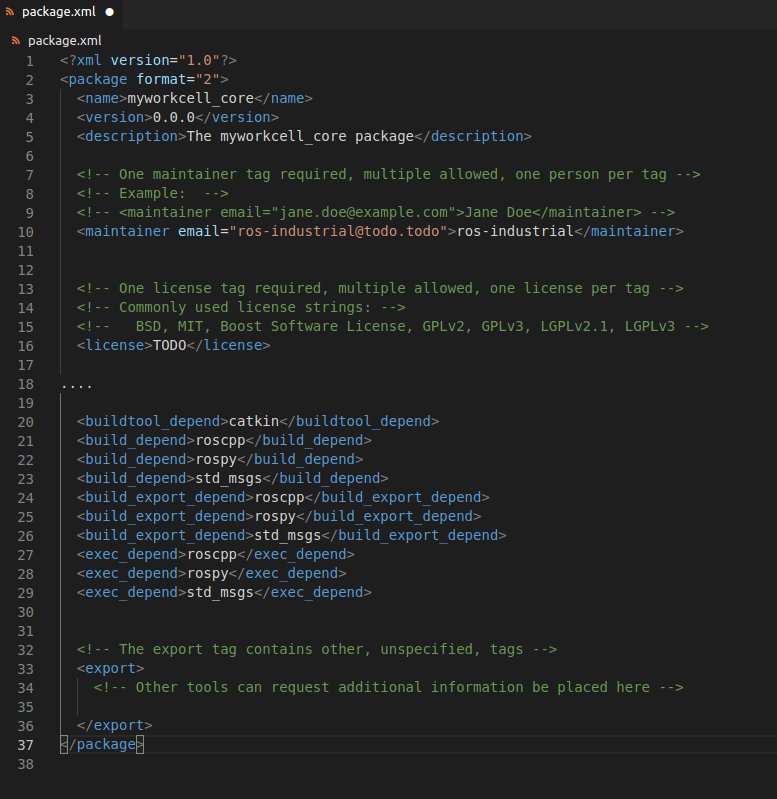 package.xml
package.xml
1 <?xml version="1.0"?>
2 <package format="2">
3 <name>myworkcell_core</name>
4 <version>0.0.0</version>
5 <description>The myworkcell_core package</description>
6
7 <!-- One maintainer tag required, multiple allowed, one person per tag -->
8 <!-- Example:  -->
9 <!-- <maintainer email="jane.doe@example.com">Jane Doe</maintainer> -->
10 <maintainer email="ros-industrial@todo.todo">ros-industrial</maintainer>
11
12
13 <!-- One license tag required, multiple allowed, one license per tag -->
14 <!-- Commonly used license strings: -->
15 <!--   BSD, MIT, Boost Software License, GPLv2, GPLv3, LGPLv2.1, LGPLv3 -->
16 <license>TODO</license>
17
18 ....
19
20 <buildtool_depend>catkin</buildtool_depend>
21 <build_depend>roscpp</build_depend>
22 <build_depend>rospy</build_depend>
23 <build_depend>std_msgs</build_depend>
24 <build_export_depend>roscpp</build_export_depend>
25 <build_export_depend>rospy</build_export_depend>
26 <build_export_depend>std_msgs</build_export_depend>
27 <exec_depend>roscpp</exec_depend>
28 <exec_depend>rospy</exec_depend>
29 <exec_depend>std_msgs</exec_depend>
30
31
32 <!-- The export tag contains other, unspecified, tags -->
33 <export>
34 <!-- Other tools can request additional information be placed here -->
35
36 </export>
37 </package>
38